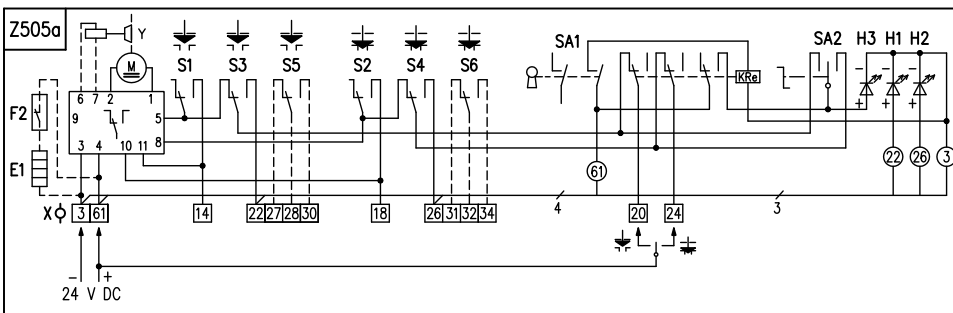 Z505a
Y
M
S1 S3 S5 S2 S4 S6 SA1 SA2 H3 H1 H2
KRe
6 7 2 1
F2
9 5
8
3 4 10 11
E1
61 22 26 3
X 3 61 14 22 27 28 30 18 26 31 32 34 4 20 24 3
− +
24 V DC
− − −
+ + +